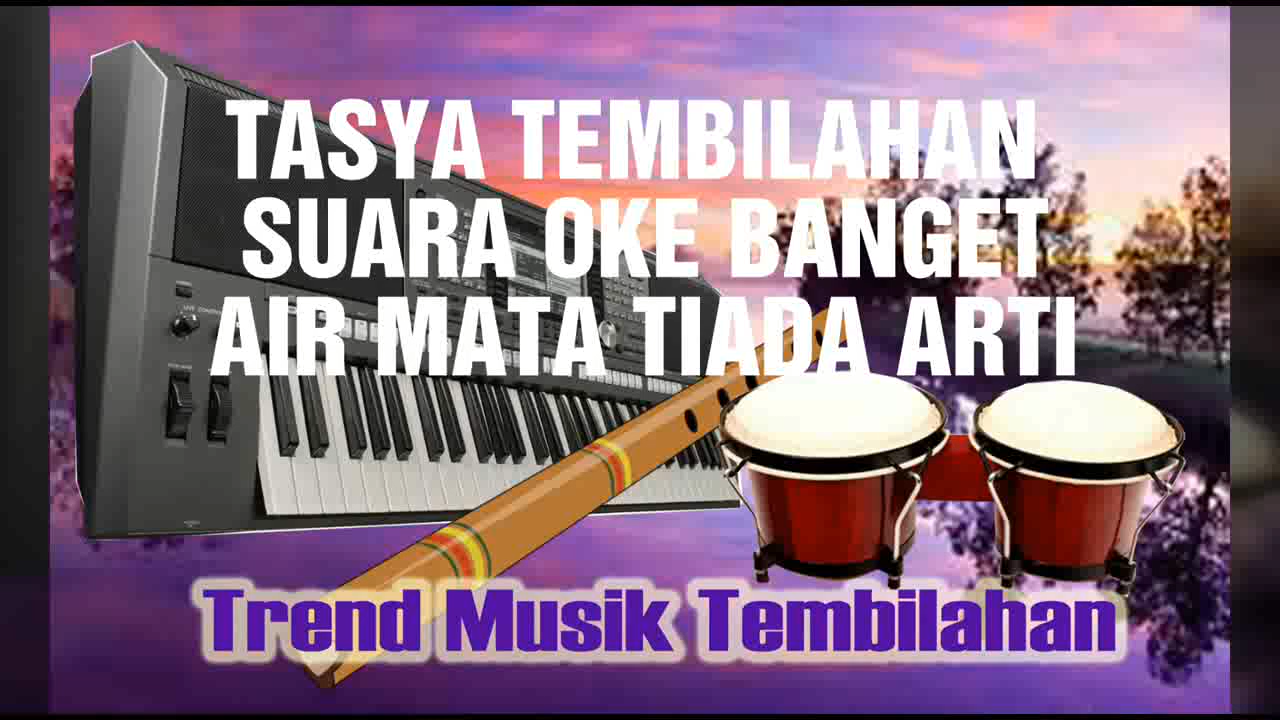 TASYA TEMBILAHAN
SUARA OKE BANGET
AIR MATA TIADA ARTI
Trend Musik Tembilahan